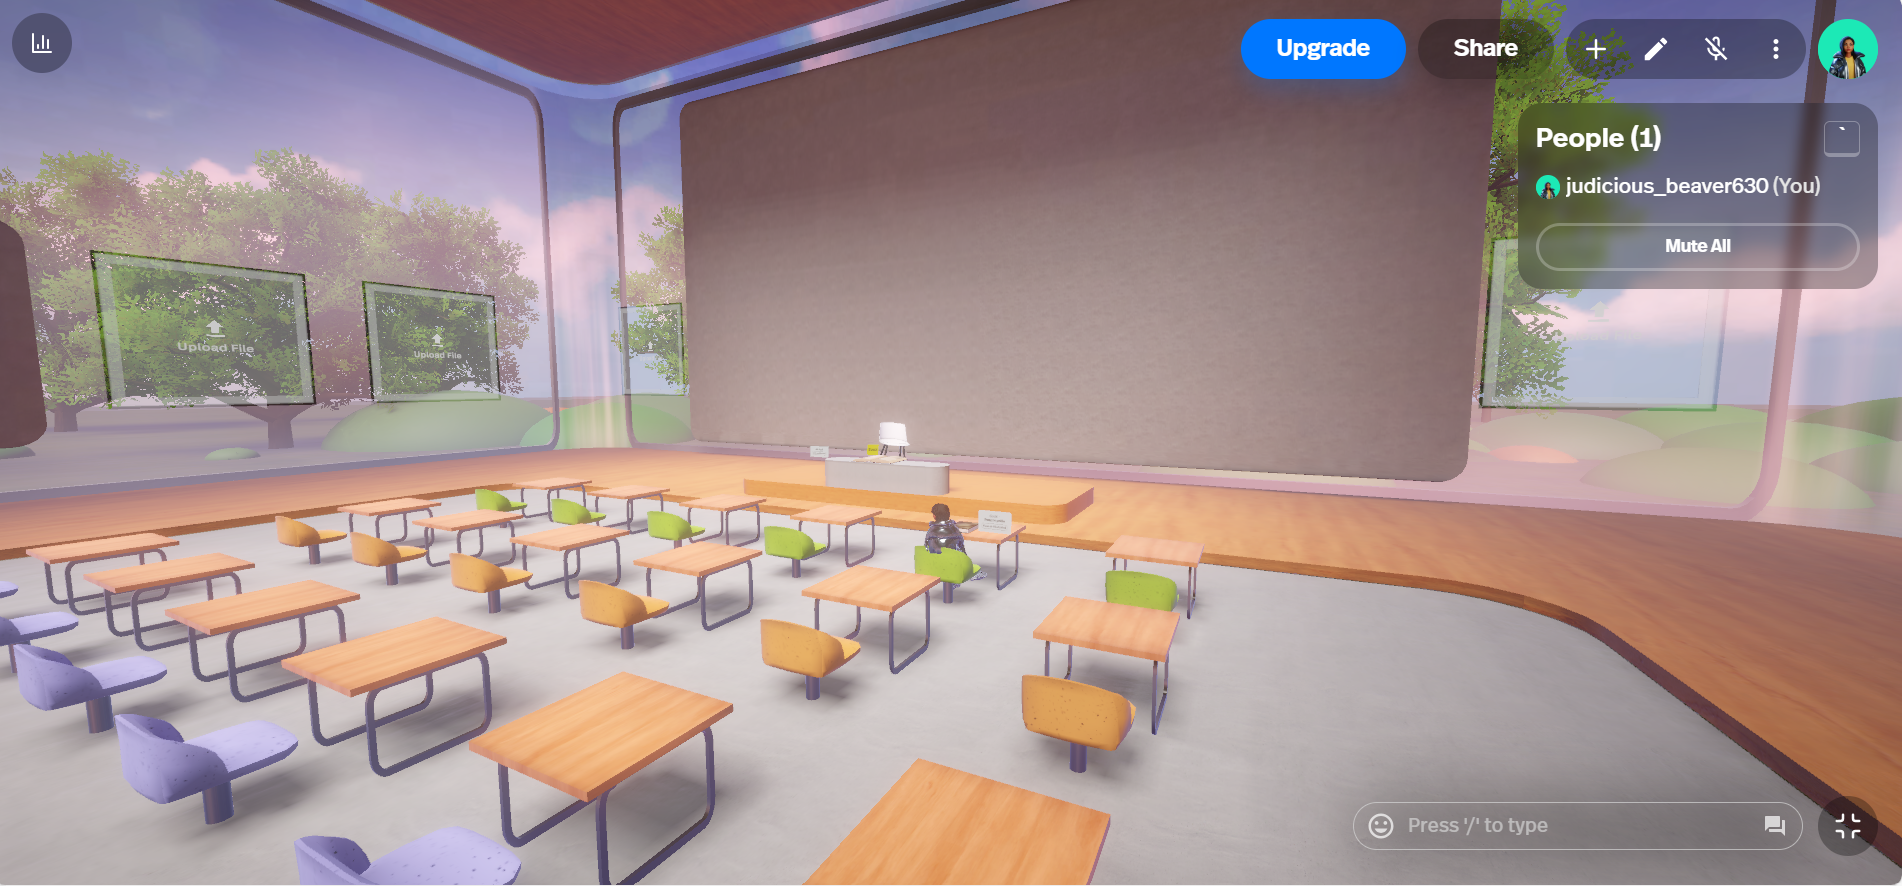 Upgrade
Share
People (1)
`
judicious_beaver630 (You)
Mute All
Upload File
Upload File
Press '/' to type